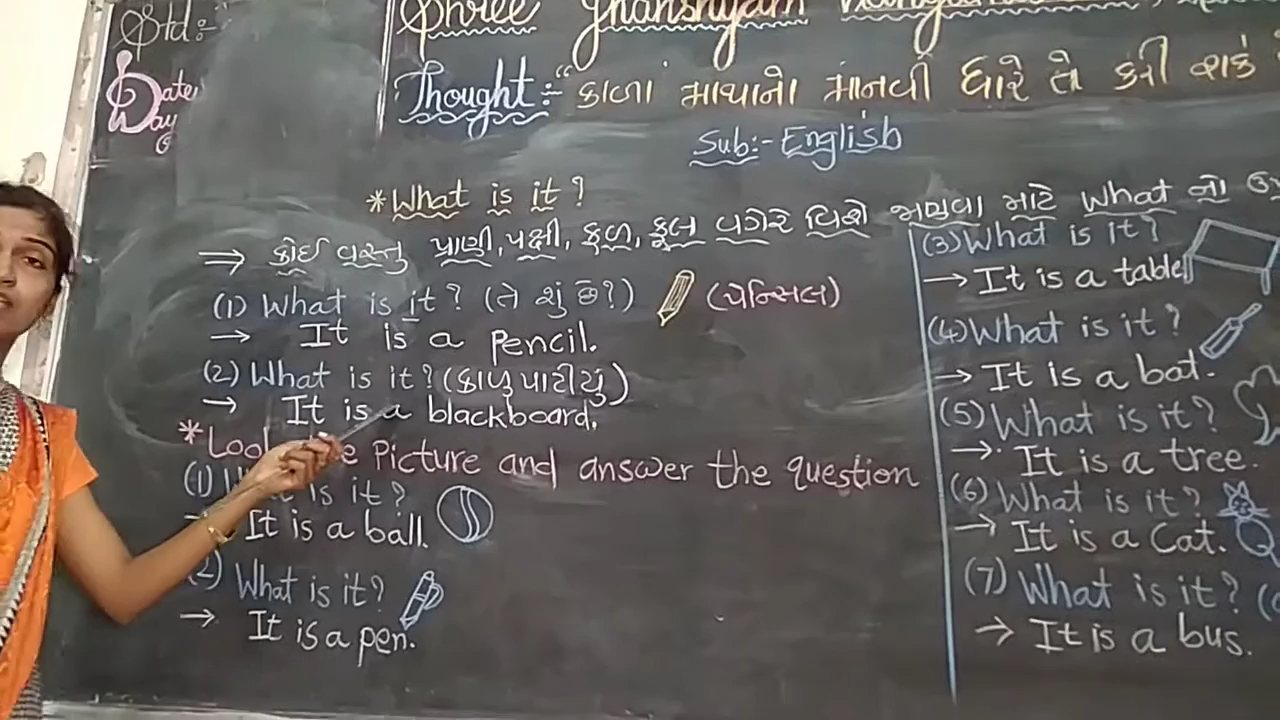 Std:-
Date
Day
Shree Ghanshyam
Thought:- "કાળા માથાનો માનવી ધારે તે કરી શકે
Sub:- English
*What is it?
⇒ કોઈ વસ્તુ પ્રાણી, પક્ષી, ફળ, ફૂલ વગેરે વિશે જાણવા માટે What નો
(1) What is it? (તે શું છે?) (પેન્સિલ)
→ It is a pencil.
(2) What is it? (કાળુ પાટીયું)
→ It is a blackboard.
*Look Picture and answer the question
(1) What is it?
→ It is a ball.
(2) What is it?
→ It is a pen.
(3) What is it?
→ It is a table
(4) What is it?
→ It is a bat.
(5) What is it?
→ It is a tree.
(6) What is it?
→ It is a Cat.
(7) What is it?
→ It is a bus.